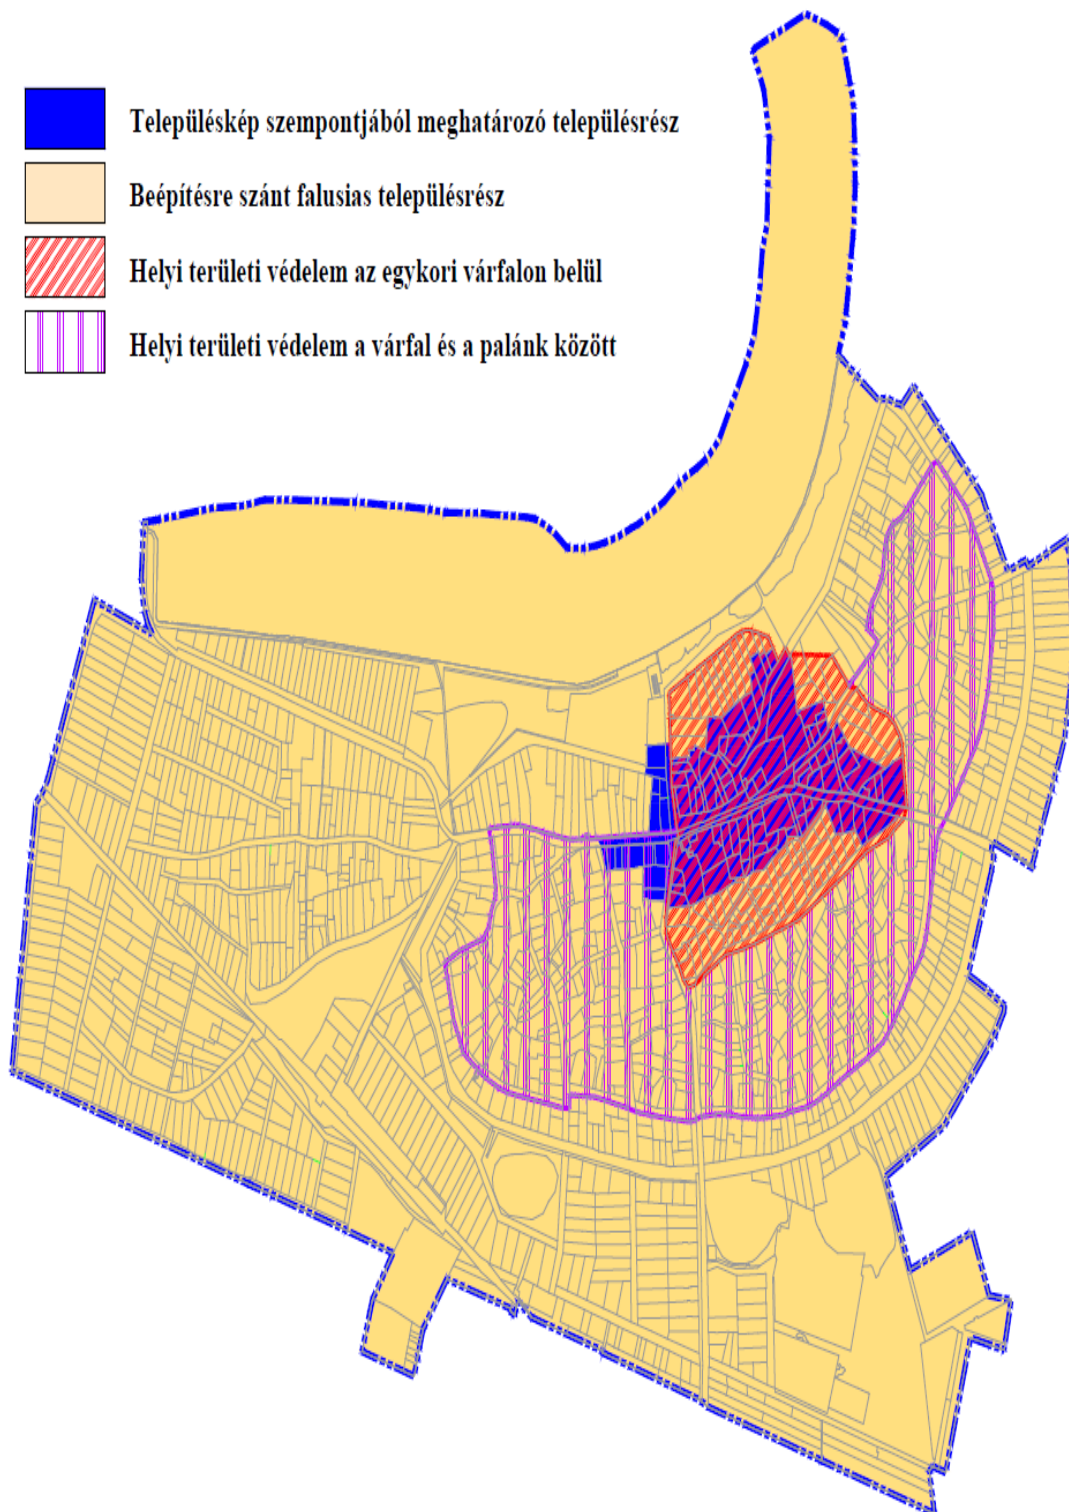 Településkép szempontjából meghatározó településrész
Beépítésre szánt falusias településrész
Helyi területi védelem az egykori várfalon belül
Helyi területi védelem a várfal és a palánk között